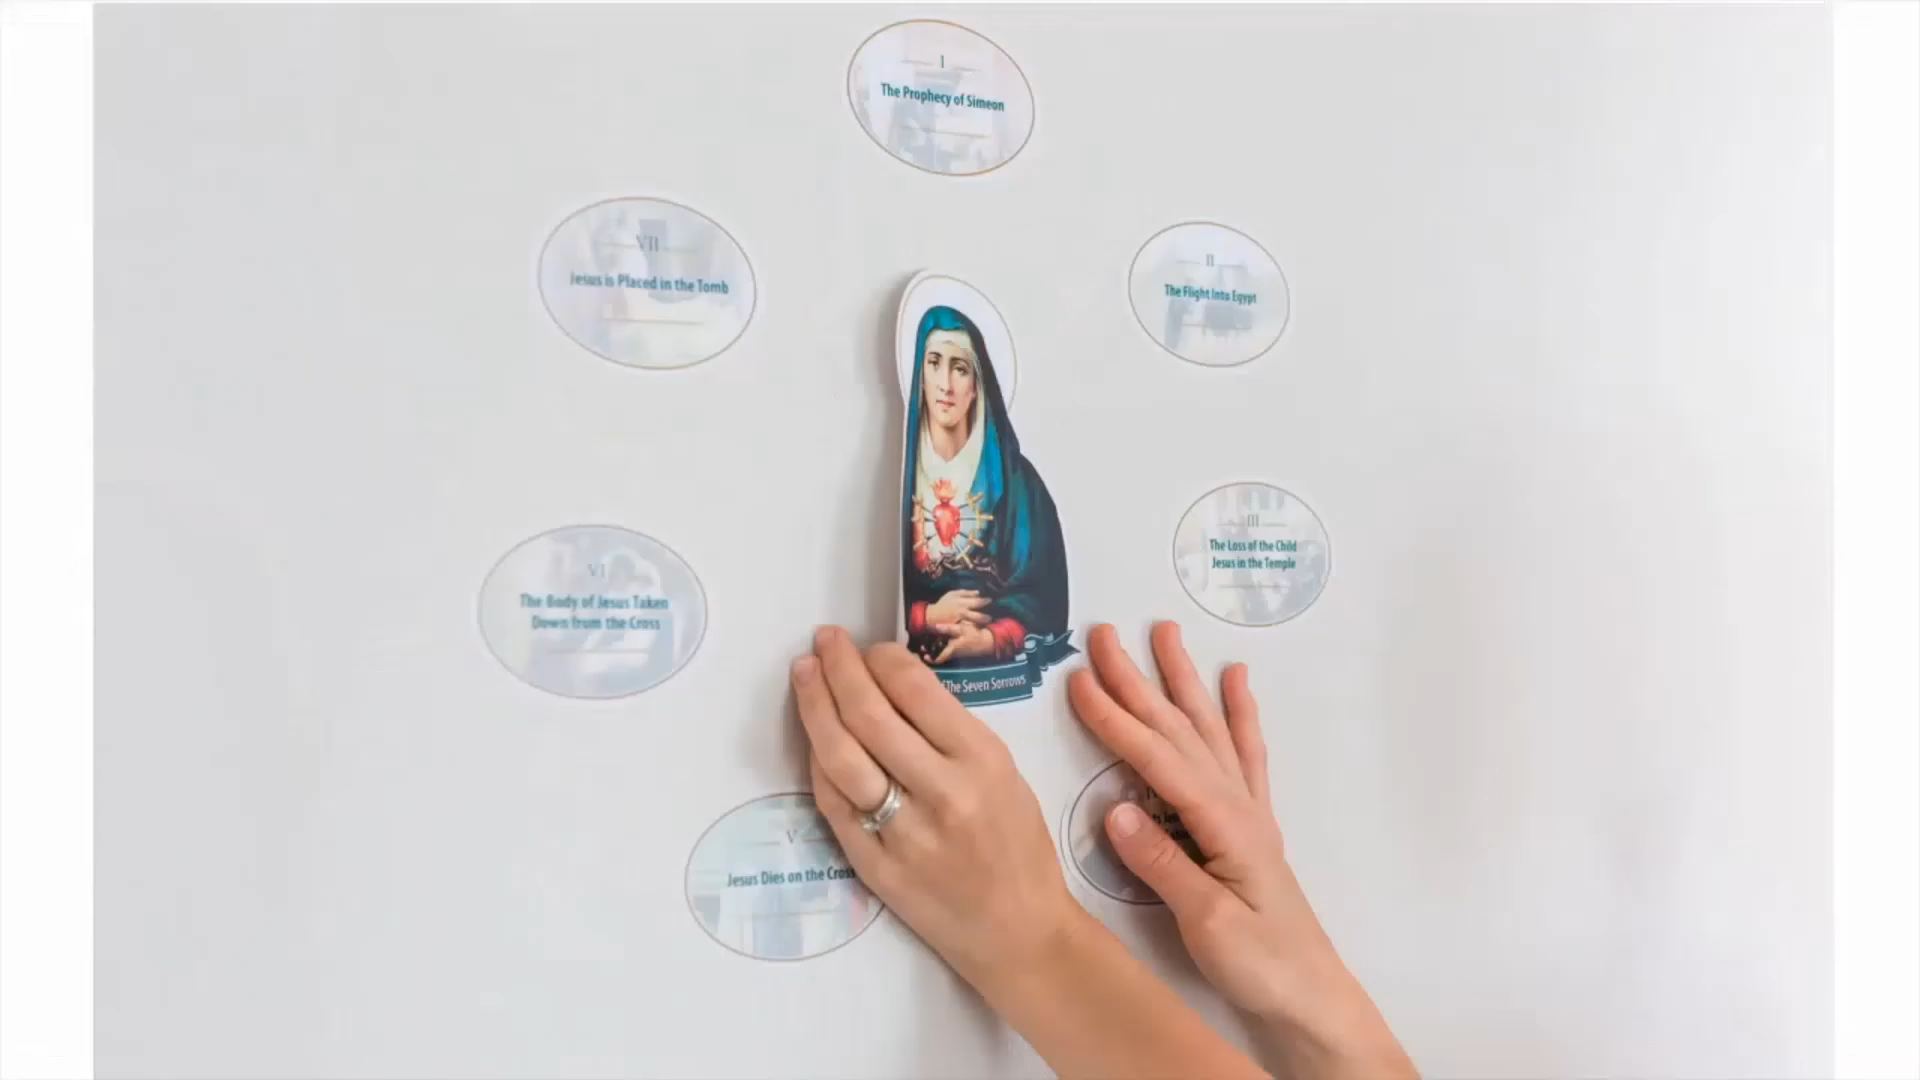 I
The Prophecy of Simeon
VII
Jesus is Placed in the Tomb
II
The Flight Into Egypt
III
The Loss of the Child
Jesus in the Temple
VI
The Body of Jesus Taken
Down from the Cross
The Seven Sorrows
V
Jesus Dies on the Cross